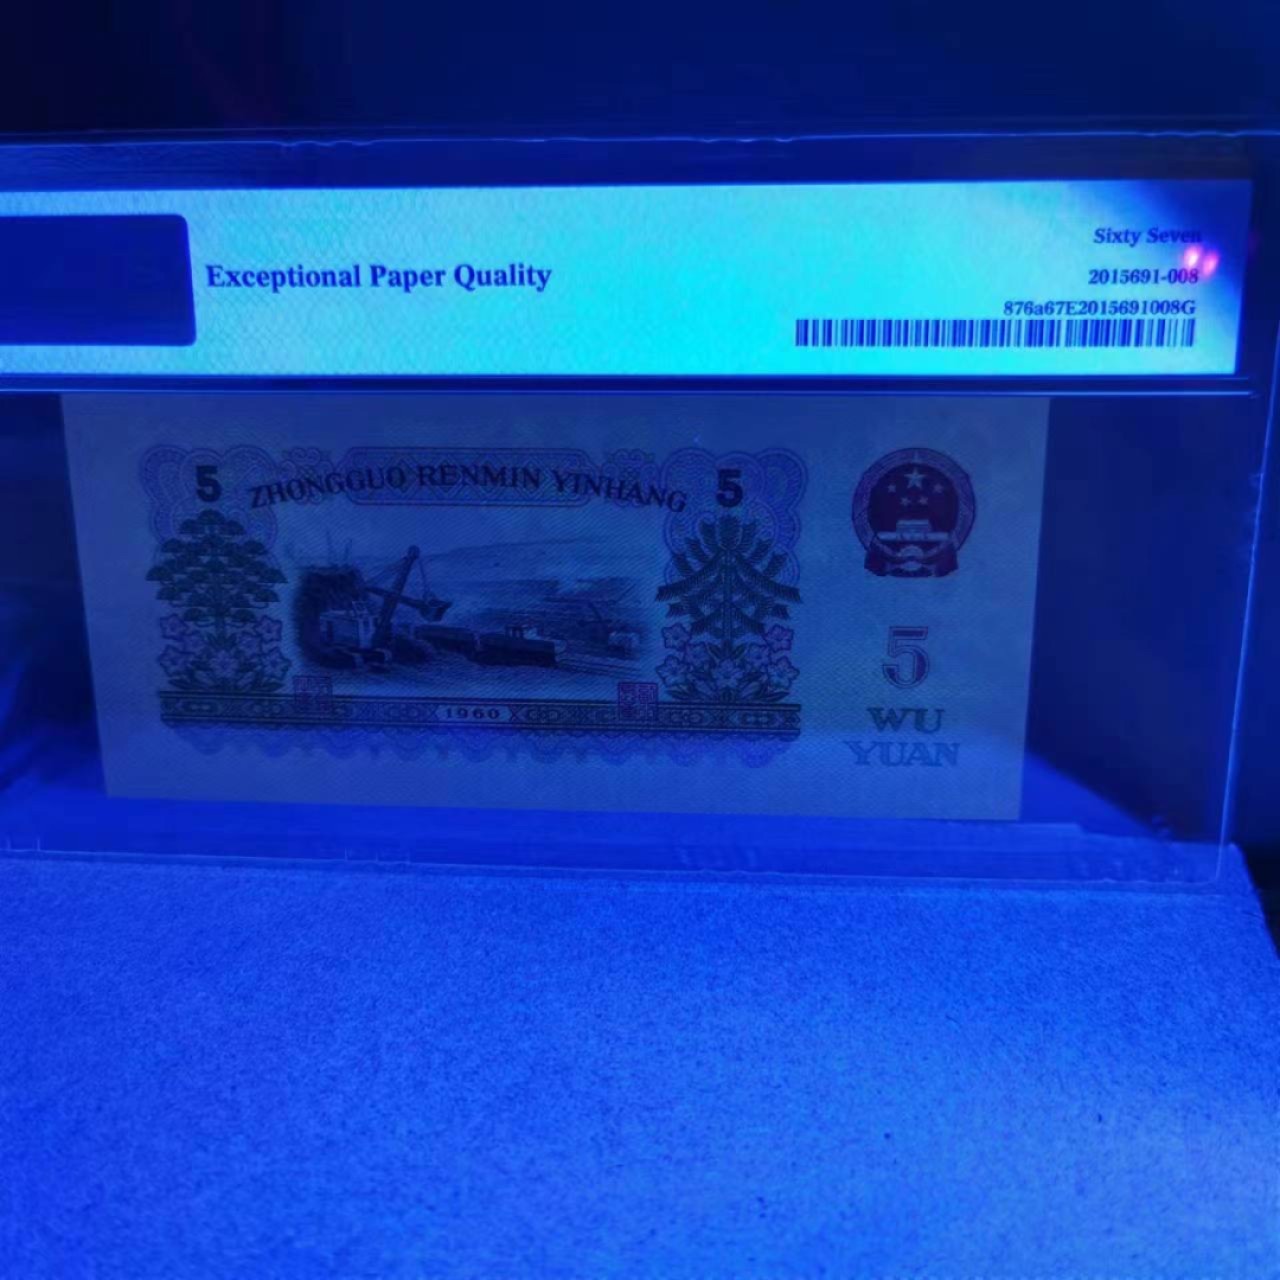 Sixty Seven
Exceptional Paper Quality
2015691-008
876a67E2015691008G
5 ZHONGGUO RENMIN YINHANG 5
5
1960
WU
YUAN